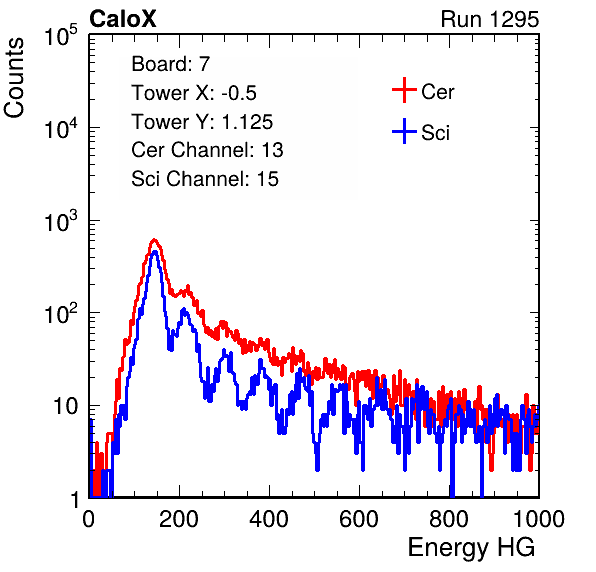 CaloX Run 1295
Counts
Board: 7
Tower X: -0.5
Tower Y: 1.125
Cer Channel: 13
Sci Channel: 15
Cer
Sci
10^5
10^4
10^3
10^2
10
1
0 200 400 600 800 1000
Energy HG